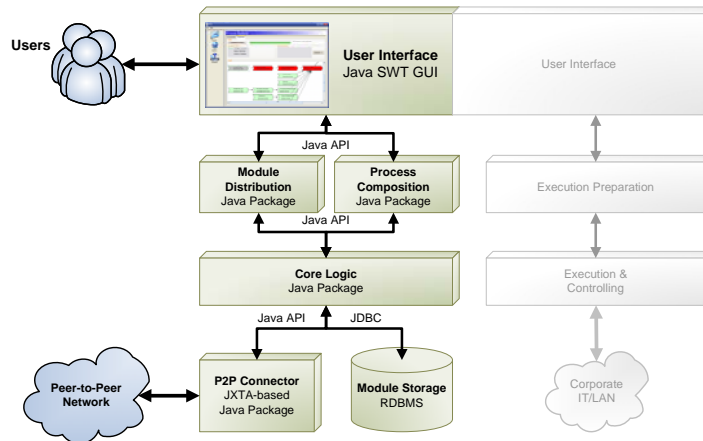 Users
User Interface
Java SWT GUI
User Interface
Java API
Module
Distribution
Java Package
Process
Composition
Java Package
Execution Preparation
Java API
Core Logic
Java Package
Execution &
Controlling
Java API
JDBC
Peer-to-Peer
Network
P2P Connector
JXTA-based
Java Package
Module Storage
RDBMS
Corporate
IT/LAN